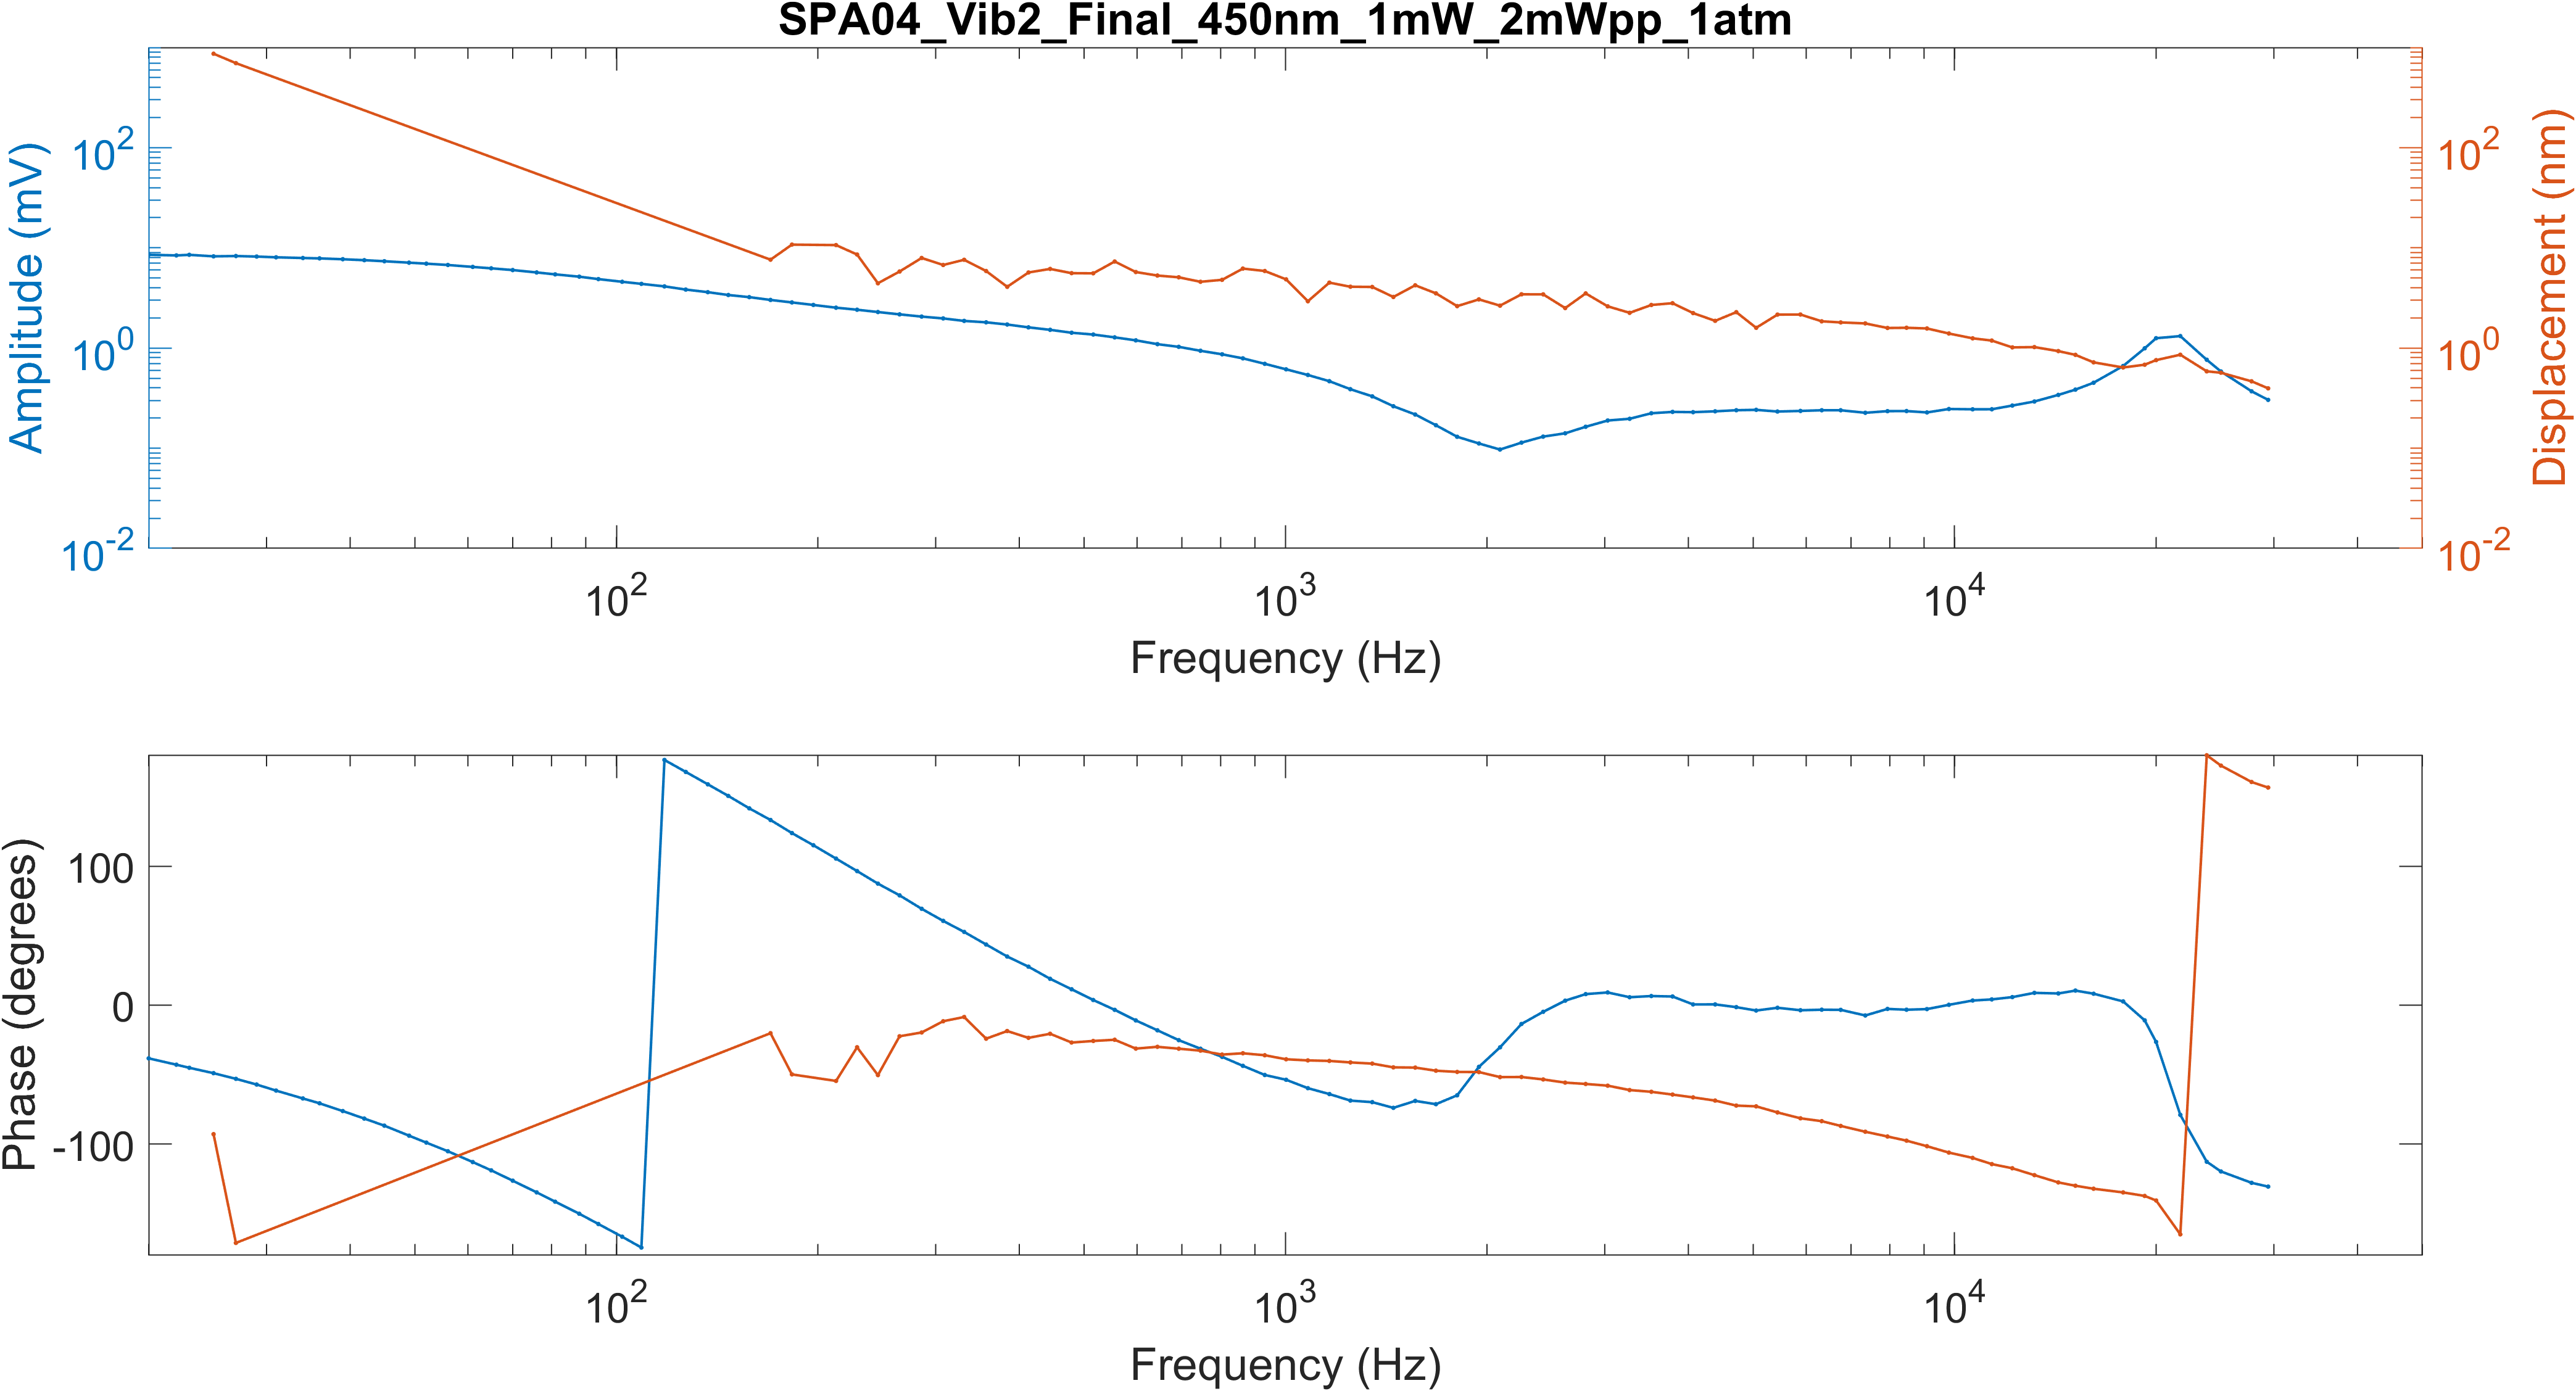 SPA04_Vib2_Final_450nm_1mW_2mWpp_1atm
Amplitude (mV)
10^2
10^0
10^-2
Displacement (nm)
10^2
10^0
10^-2
10^2 10^3 10^4
Frequency (Hz)
Phase (degrees)
100
0
-100
10^2 10^3 10^4
Frequency (Hz)